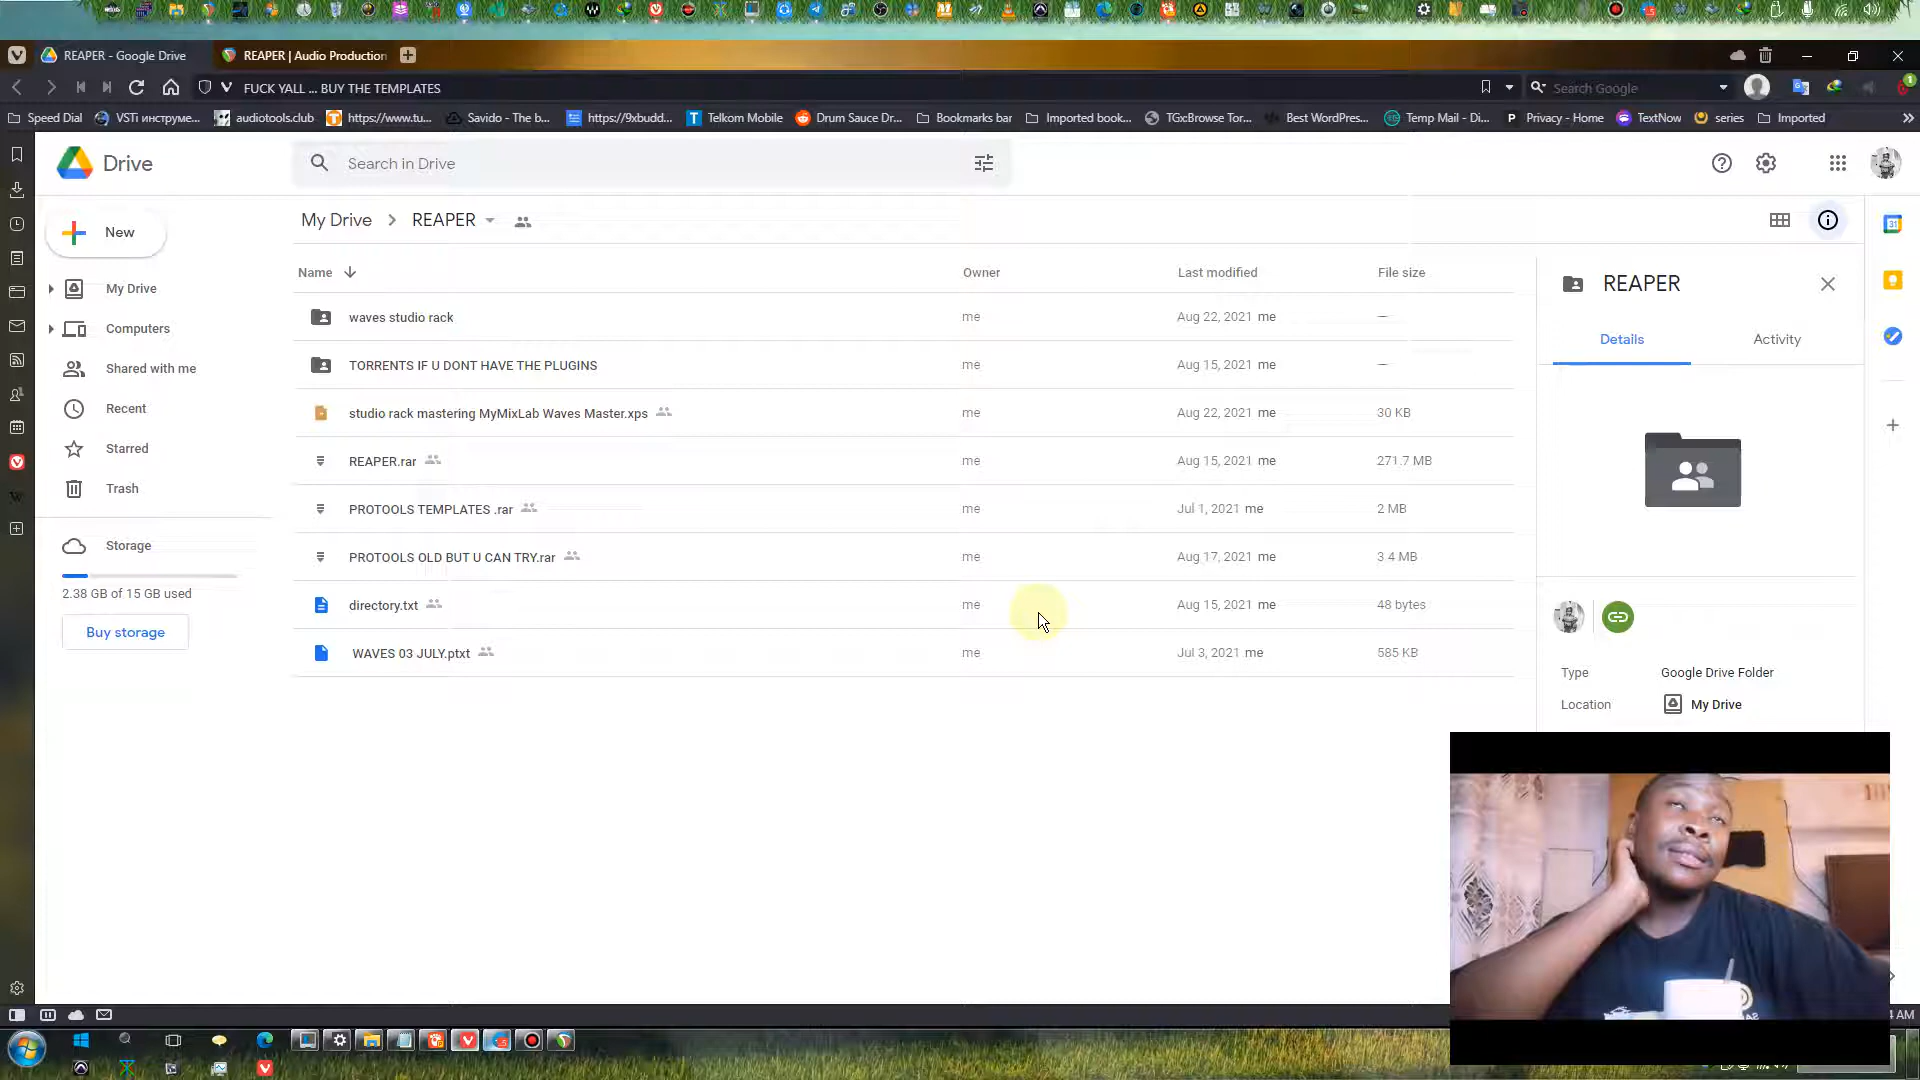 REAPER - Google Drive
REAPER | Audio Production
FUCK YALL ... BUY THE TEMPLATES
Search Google
Speed Dial
VSTi инструме...
audiotools.club
https://www.tu...
Savido - The b...
https://9xbudd...
Telkom Mobile
Drum Sauce Dr...
Bookmarks bar
Imported book...
TGxBrowse Tor...
Best WordPress...
Temp Mail - Di...
Privacy - Home
TextNow
series
Imported
Drive
Search in Drive
New
My Drive > REAPER
My Drive
Computers
Shared with me
Recent
Starred
Trash
Storage
2.38 GB of 15 GB used
Buy storage
Name Owner Last modified File size
waves studio rack me Aug 22, 2021 me —
TORRENTS IF U DONT HAVE THE PLUGINS me Aug 15, 2021 me —
studio rack mastering MyMixLab Waves Master.xps me Aug 22, 2021 me 30 KB
REAPER.rar me Aug 15, 2021 me 271.7 MB
PROTOOLS TEMPLATES .rar me Jul 1, 2021 me 2 MB
PROTOOLS OLD BUT U CAN TRY.rar me Aug 17, 2021 me 3.4 MB
directory.txt me Aug 15, 2021 me 48 bytes
WAVES 03 JULY.ptxt me Jul 3, 2021 me 585 KB
REAPER
Details Activity
Type Google Drive Folder
Location My Drive
4 AM